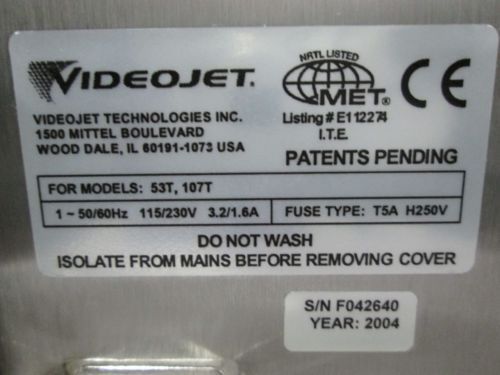 VIDEOJET®
VIDEOJET TECHNOLOGIES INC.
1500 MITTEL BOULEVARD
WOOD DALE, IL 60191-1073 USA
NRTL LISTED
MET®
Listing # E112274
I.T.E.
CE
PATENTS PENDING
FOR MODELS: 53T, 107T
1 ~ 50/60Hz 115/230V 3.2/1.6A FUSE TYPE: T5A H250V
DO NOT WASH
ISOLATE FROM MAINS BEFORE REMOVING COVER
S/N F042640
YEAR: 2004